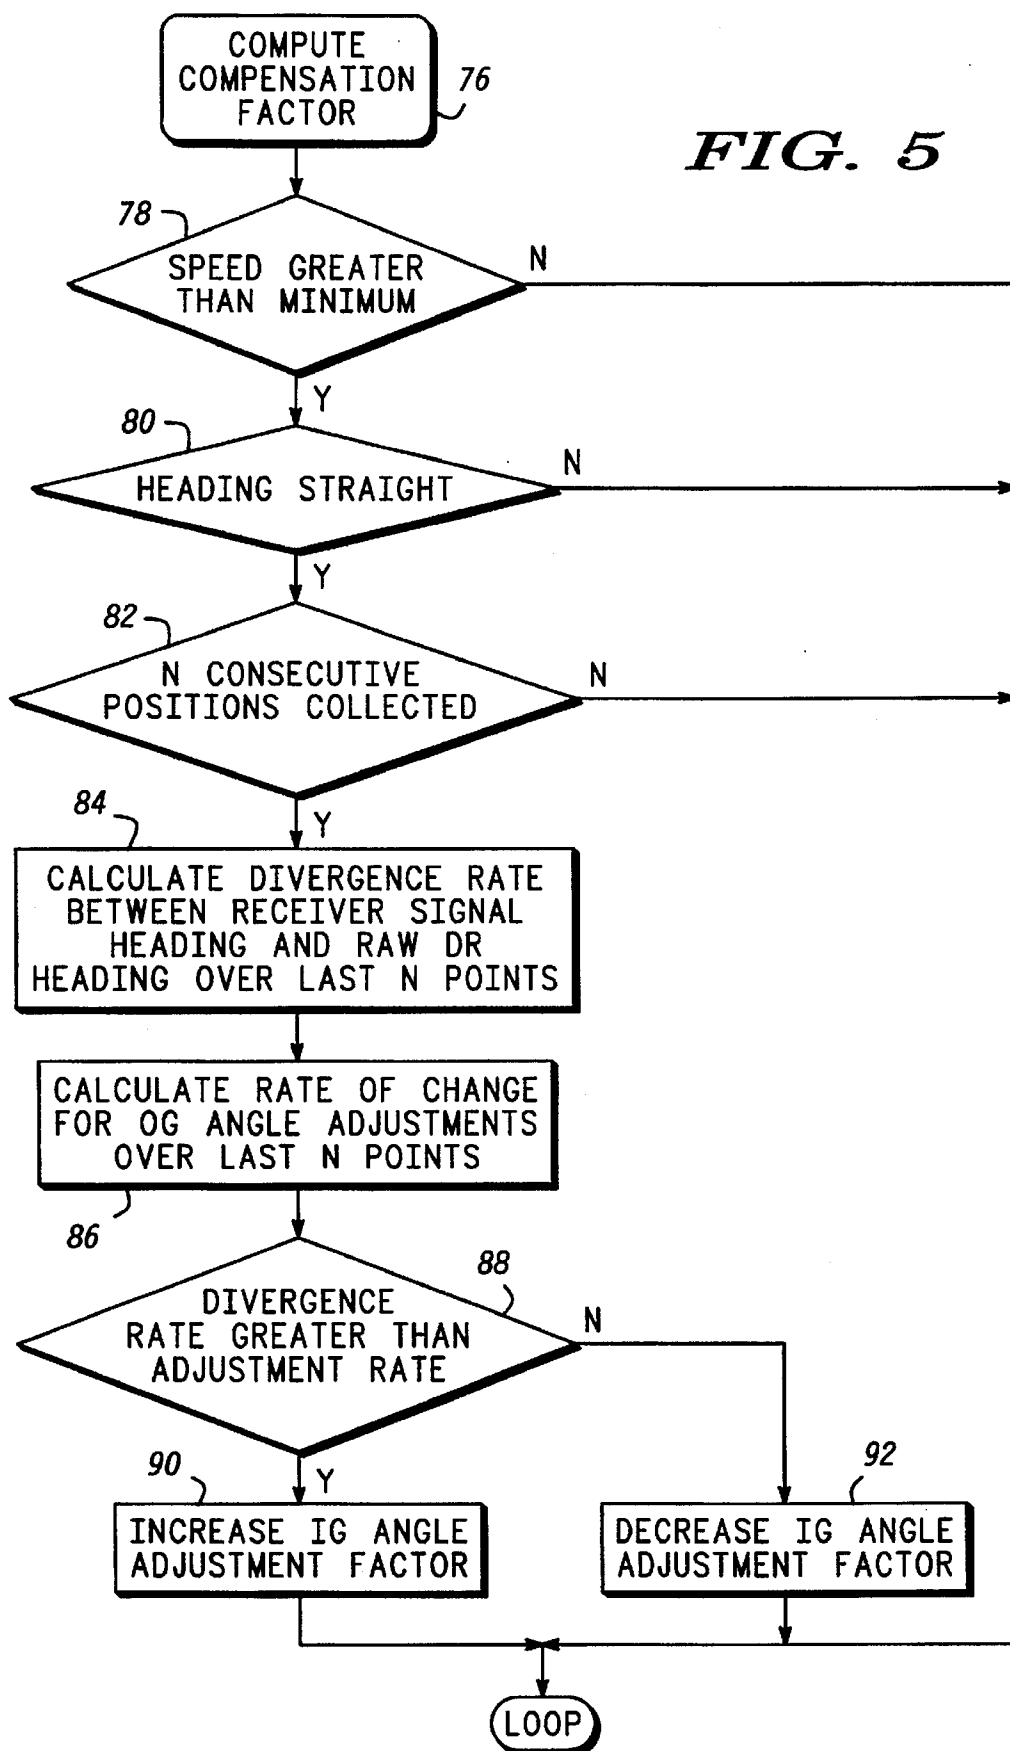 COMPUTE
COMPENSATION
FACTOR
76
FIG. 5
78
SPEED GREATER
THAN MINIMUM
N
Y
80
HEADING STRAIGHT
N
Y
82
N CONSECUTIVE
POSITIONS COLLECTED
N
Y
84
CALCULATE DIVERGENCE RATE
BETWEEN RECEIVER SIGNAL
HEADING AND RAW DR
HEADING OVER LAST N POINTS
CALCULATE RATE OF CHANGE
FOR OG ANGLE ADJUSTMENTS
OVER LAST N POINTS
86
88
DIVERGENCE
RATE GREATER THAN
ADJUSTMENT RATE
N
Y
90
INCREASE IG ANGLE
ADJUSTMENT FACTOR
92
DECREASE IG ANGLE
ADJUSTMENT FACTOR
LOOP